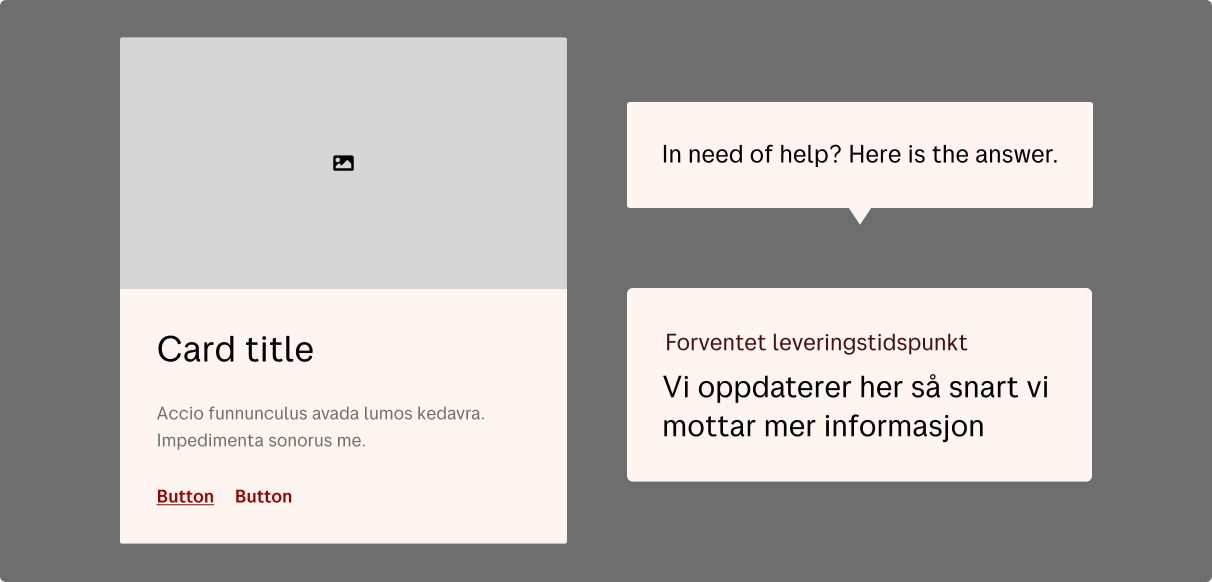 Card title
Accio funnunculus avada lumos kedavra.
Impedimenta sonorus me.
Button Button
In need of help? Here is the answer.
Forventet leveringstidspunkt
Vi oppdaterer her så snart vi
mottar mer informasjon